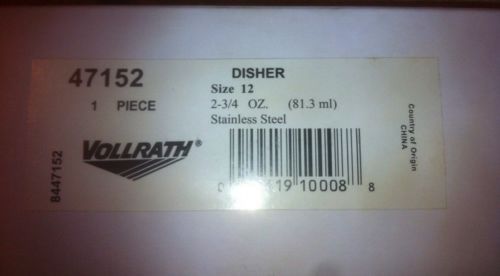 47152
1 PIECE
8447152
VOLLRATH®
DISHER
Size 12
2-3/4 OZ. (81.3 ml)
Stainless Steel
0 19 10008 8
Country of Origin
CHINA